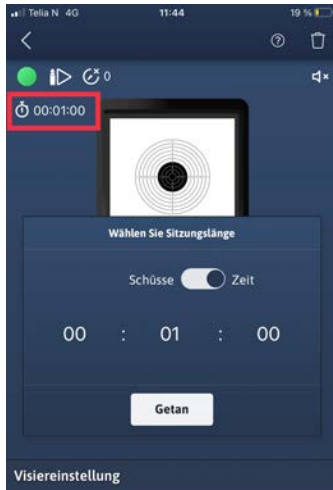 Telia N 4G 11:44 19 %
0
00:01:00
Wählen Sie Sitzungslänge
Schüsse Zeit
00 : 01 : 00
Getan
Visiereinstellung